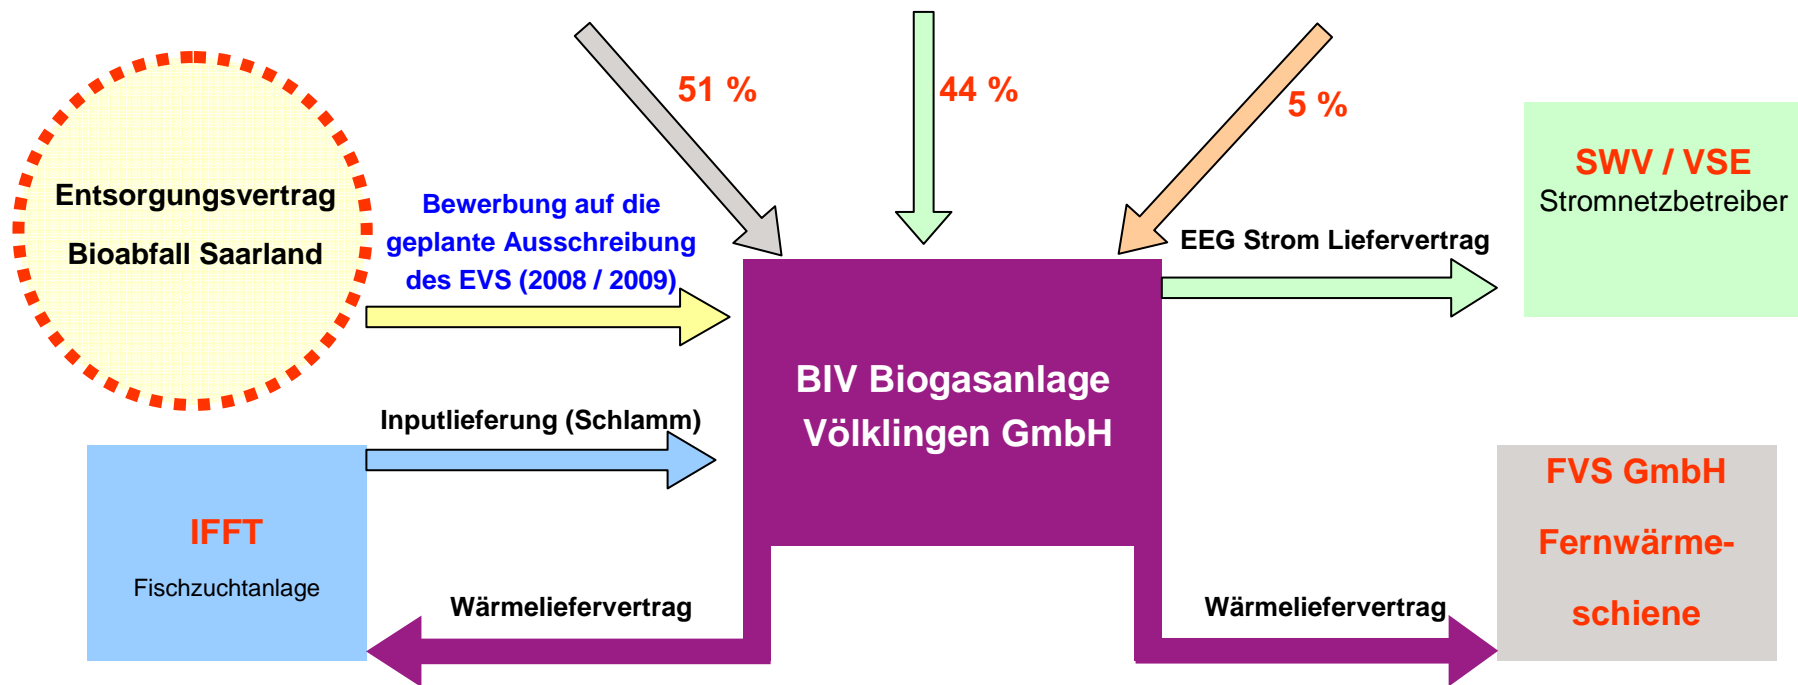 51 %
44 %
5 %
Entsorgungsvertrag
Bioabfall Saarland
Bewerbung auf die
geplante Ausschreibung
des EVS (2008 / 2009)
EEG Strom Liefervertrag
SWV / VSE
Stromnetzbetreiber
BIV Biogasanlage
Völklingen GmbH
Inputlieferung (Schlamm)
IFFT
Fischzuchtanlage
Wärmeliefervertrag
Wärmeliefervertrag
FVS GmbH
Fernwärme-
schiene